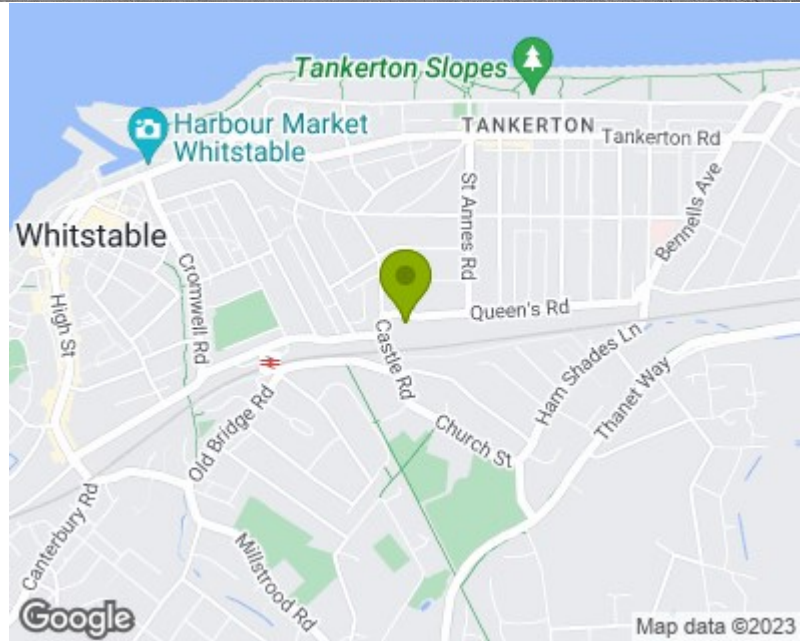 Tankerton Slopes
Harbour Market
Whitstable
TANKERTON
Tankerton Rd
St Annes Rd
Bennells Ave
Whitstable
Cromwell Rd
High St
Queen's Rd
Castle Rd
Ham Shades Ln
Thanet Way
Old Bridge Rd
Church St
Canterbury Rd
Millstrood Rd
Google
Map data ©2023